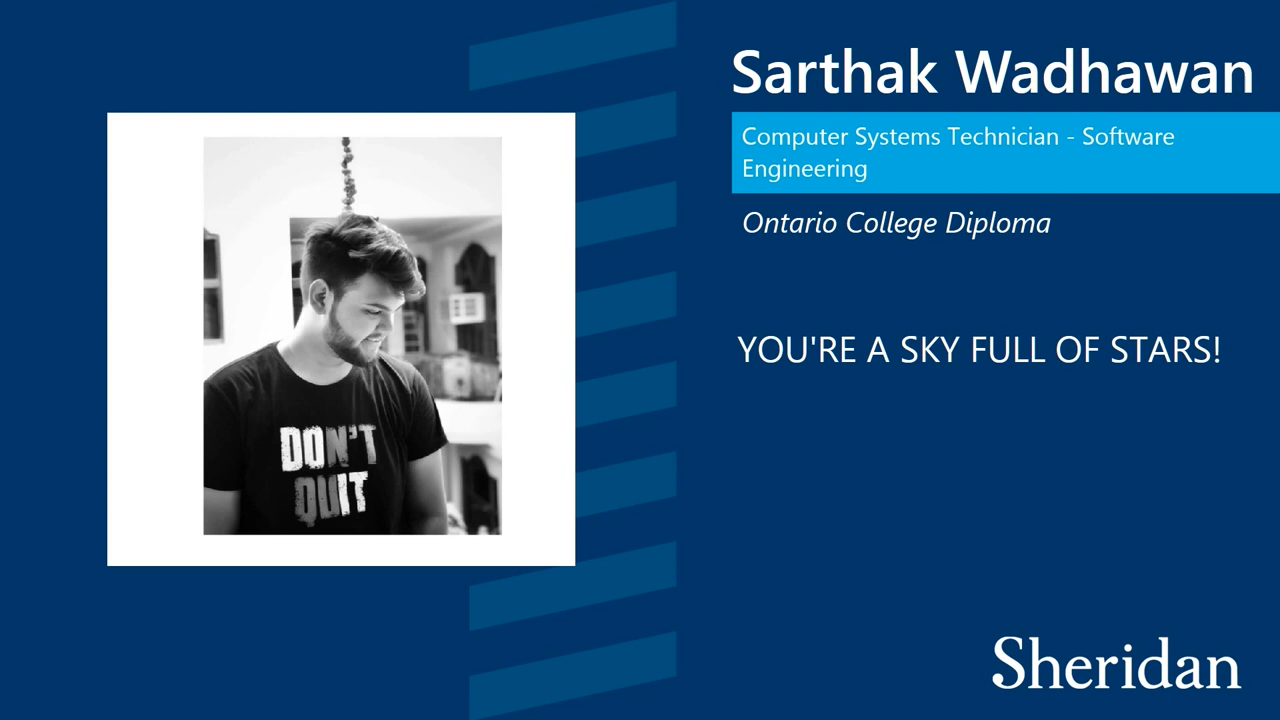 Sarthak Wadhawan
Computer Systems Technician - Software
Engineering
Ontario College Diploma
YOU'RE A SKY FULL OF STARS!
DON'T
QUIT
Sheridan